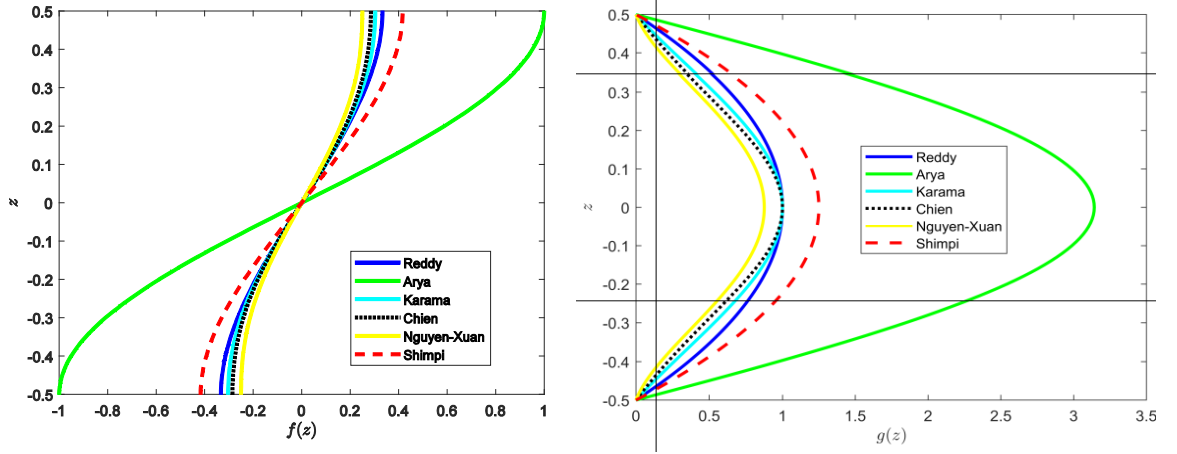 0.5
0.4
0.3
0.2
0.1
0
-0.1
-0.2
-0.3
-0.4
-0.5
z
-1
-0.8
-0.6
-0.4
-0.2
0
0.2
0.4
0.6
0.8
1
f(z)
Reddy
Arya
Karama
Chien
Nguyen-Xuan
Shimpi
0.5
0.4
0.3
0.2
0.1
0
-0.1
-0.2
-0.3
-0.4
-0.5
z
0
0.5
1
1.5
2
2.5
3
3.5
g(z)
Reddy
Arya
Karama
Chien
Nguyen-Xuan
Shimpi